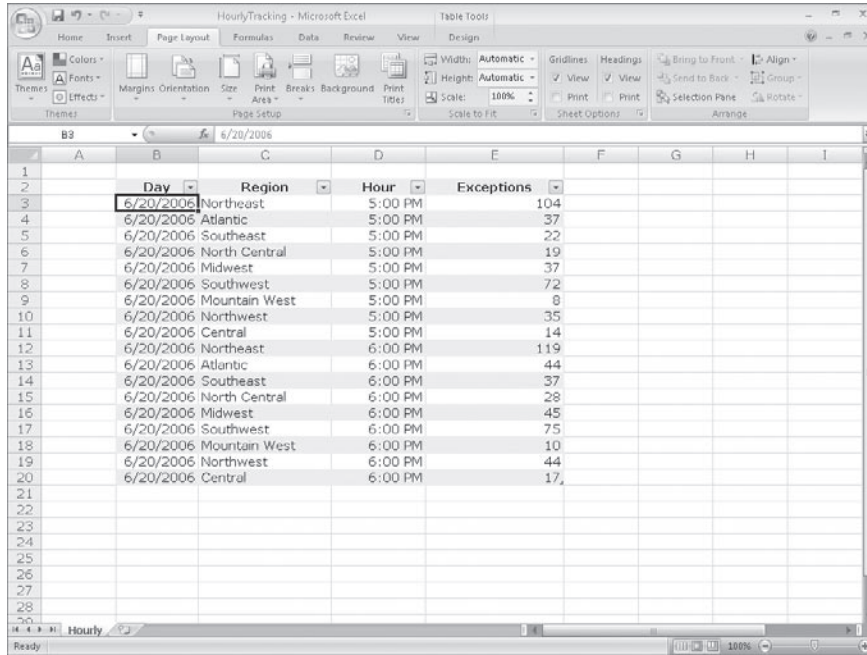 HourlyTracking - Microsoft Excel
Table Tools
Home Insert Page Layout Formulas Data Review View Design
Themes
Colors
Fonts
Effects
Margins Orientation Size Print Area Breaks Background Print Titles
Width: Automatic
Height: Automatic
Scale: 100%
Gridlines Headings
View View
Print Print
Bring to Front Align
Send to Back Group
Selection Pane Rotate
Themes Page Setup Scale to Fit Sheet Options Arrange
B3 fx 6/20/2006
A B C D E F G H I
1
2 Day Region Hour Exceptions
3 6/20/2006 Northeast 5:00 PM 104
4 6/20/2006 Atlantic 5:00 PM 37
5 6/20/2006 Southeast 5:00 PM 22
6 6/20/2006 North Central 5:00 PM 19
7 6/20/2006 Midwest 5:00 PM 37
8 6/20/2006 Southwest 5:00 PM 72
9 6/20/2006 Mountain West 5:00 PM 8
10 6/20/2006 Northwest 5:00 PM 35
11 6/20/2006 Central 5:00 PM 14
12 6/20/2006 Northeast 6:00 PM 119
13 6/20/2006 Atlantic 6:00 PM 44
14 6/20/2006 Southeast 6:00 PM 37
15 6/20/2006 North Central 6:00 PM 28
16 6/20/2006 Midwest 6:00 PM 45
17 6/20/2006 Southwest 6:00 PM 75
18 6/20/2006 Mountain West 6:00 PM 10
19 6/20/2006 Northwest 6:00 PM 44
20 6/20/2006 Central 6:00 PM 17
21
22
23
24
25
26
27
28
29
Hourly
Ready 100%